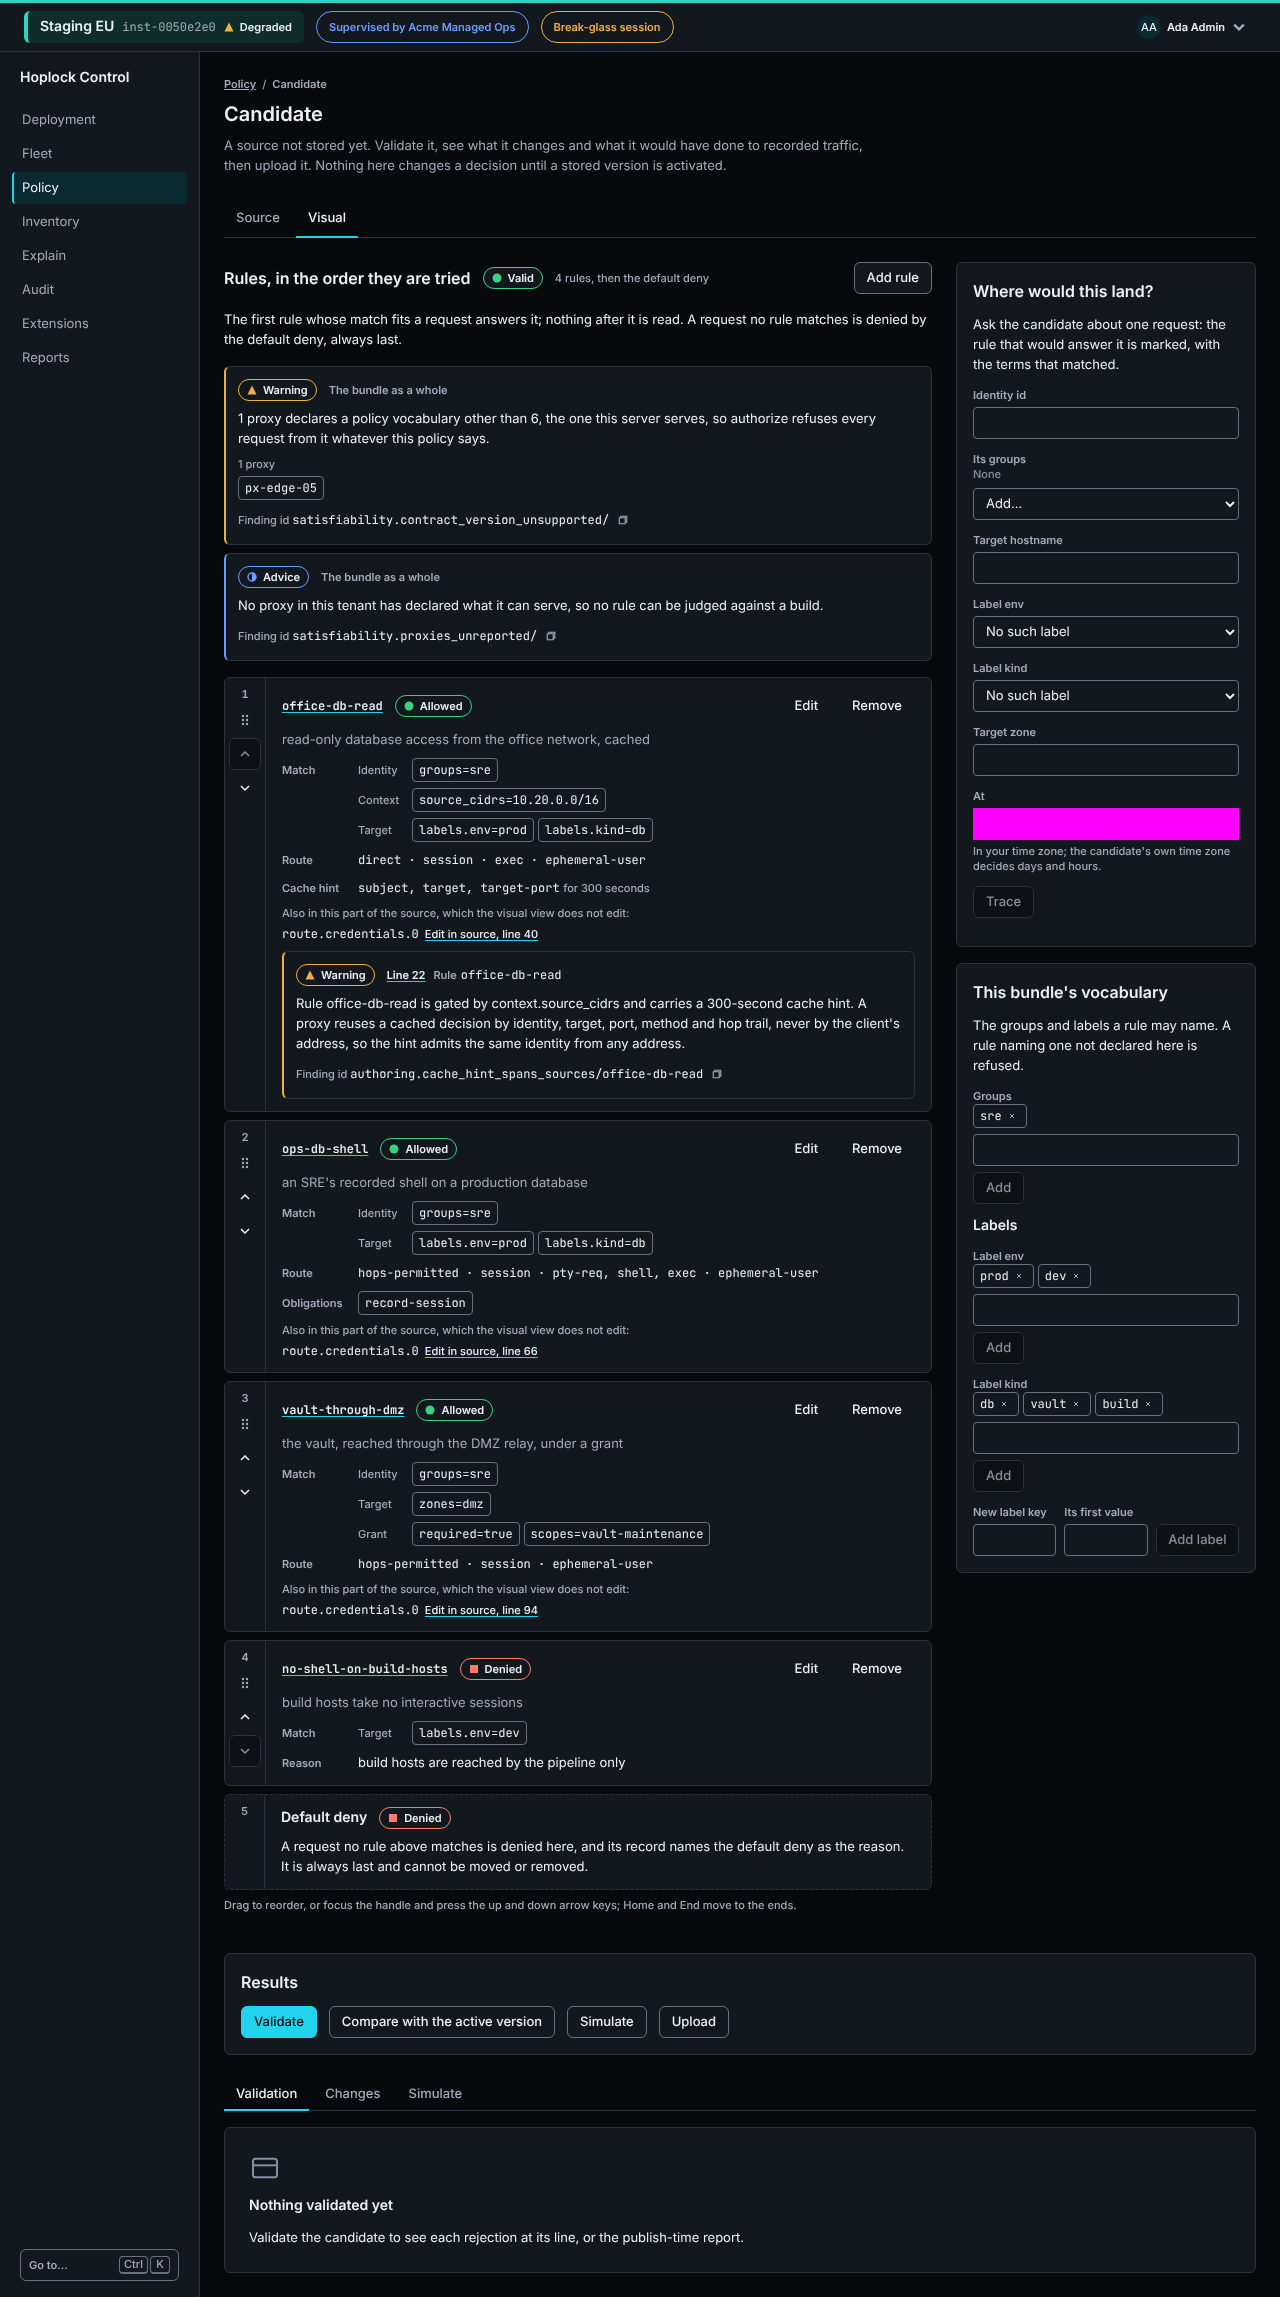 Staging EU inst-0050e2e0 Degraded Supervised by Acme Managed Ops Break-glass session AA Ada Admin
Hoplock Control
Deployment
Fleet
Policy
Inventory
Explain
Audit
Extensions
Reports
Go to... Ctrl K
Policy / Candidate
Candidate
A source not stored yet. Validate it, see what it changes and what it would have done to recorded traffic,
then upload it. Nothing here changes a decision until a stored version is activated.
Source Visual
Rules, in the order they are tried Valid 4 rules, then the default deny Add rule
The first rule whose match fits a request answers it; nothing after it is read. A request no rule matches is denied by
the default deny, always last.
Warning The bundle as a whole
1 proxy declares a policy vocabulary other than 6, the one this server serves, so authorize refuses every
request from it whatever this policy says.
1 proxy
px-edge-05
Finding id satisfiability.contract_version_unsupported/
Advice The bundle as a whole
No proxy in this tenant has declared what it can serve, so no rule can be judged against a build.
Finding id satisfiability.proxies_unreported/
1 office-db-read Allowed Edit Remove
read-only database access from the office network, cached
Match Identity groups=sre
Context source_cidrs=10.20.0.0/16
Target labels.env=prod labels.kind=db
Route direct · session · exec · ephemeral-user
Cache hint subject, target, target-port for 300 seconds
Also in this part of the source, which the visual view does not edit:
route.credentials.0 Edit in source, line 40
Warning Line 22 Rule office-db-read
Rule office-db-read is gated by context.source_cidrs and carries a 300-second cache hint. A
proxy reuses a cached decision by identity, target, port, method and hop trail, never by the client's
address, so the hint admits the same identity from any address.
Finding id authoring.cache_hint_spans_sources/office-db-read
2 ops-db-shell Allowed Edit Remove
an SRE's recorded shell on a production database
Match Identity groups=sre
Target labels.env=prod labels.kind=db
Route hops-permitted · session · pty-req, shell, exec · ephemeral-user
Obligations record-session
Also in this part of the source, which the visual view does not edit:
route.credentials.0 Edit in source, line 66
3 vault-through-dmz Allowed Edit Remove
the vault, reached through the DMZ relay, under a grant
Match Identity groups=sre
Target zones=dmz
Grant required=true scopes=vault-maintenance
Route hops-permitted · session · ephemeral-user
Also in this part of the source, which the visual view does not edit:
route.credentials.0 Edit in source, line 94
4 no-shell-on-build-hosts Denied Edit Remove
build hosts take no interactive sessions
Match Target labels.env=dev
Reason build hosts are reached by the pipeline only
5 Default deny Denied
A request no rule above matches is denied here, and its record names the default deny as the reason.
It is always last and cannot be moved or removed.
Drag to reorder, or focus the handle and press the up and down arrow keys; Home and End move to the ends.
Where would this land?
Ask the candidate about one request: the
rule that would answer it is marked, with
the terms that matched.
Identity id
Its groups
None
Add...
Target hostname
Label env
No such label
Label kind
No such label
Target zone
At
In your time zone; the candidate's own time zone
decides days and hours.
Trace
This bundle's vocabulary
The groups and labels a rule may name. A
rule naming one not declared here is
refused.
Groups
sre ×
Add
Labels
Label env
prod × dev ×
Add
Label kind
db × vault × build ×
Add
New label key Its first value
Add label
Results
Validate Compare with the active version Simulate Upload
Validation Changes Simulate
Nothing validated yet
Validate the candidate to see each rejection at its line, or the publish-time report.